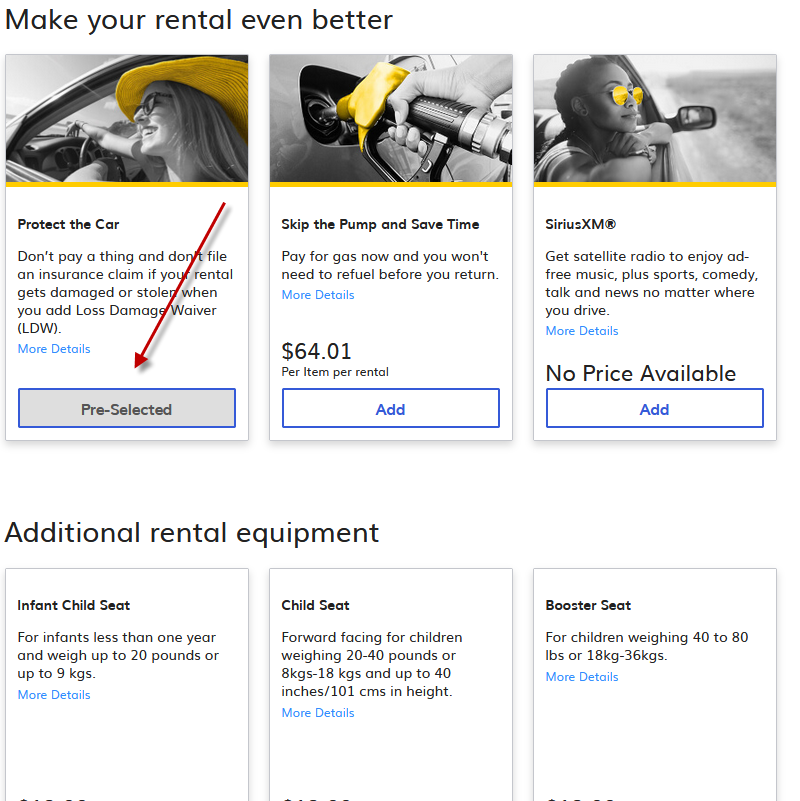 Make your rental even better
Protect the Car
Don't pay a thing and don't file
an insurance claim if your rental
gets damaged or stolen when
you add Loss Damage Waiver
(LDW).
More Details
Pre-Selected
Skip the Pump and Save Time
Pay for gas now and you won't
need to refuel before you return.
More Details
$64.01
Per Item per rental
Add
SiriusXM®
Get satellite radio to enjoy ad-
free music, plus sports, comedy,
talk and news no matter where
you drive.
More Details
No Price Available
Add
Additional rental equipment
Infant Child Seat
For infants less than one year
and weigh up to 20 pounds or
up to 9 kgs.
More Details
Child Seat
Forward facing for children
weighing 20-40 pounds or
8kgs-18 kgs and up to 40
inches/101 cms in height.
More Details
Booster Seat
For children weighing 40 to 80
lbs or 18kg-36kgs.
More Details